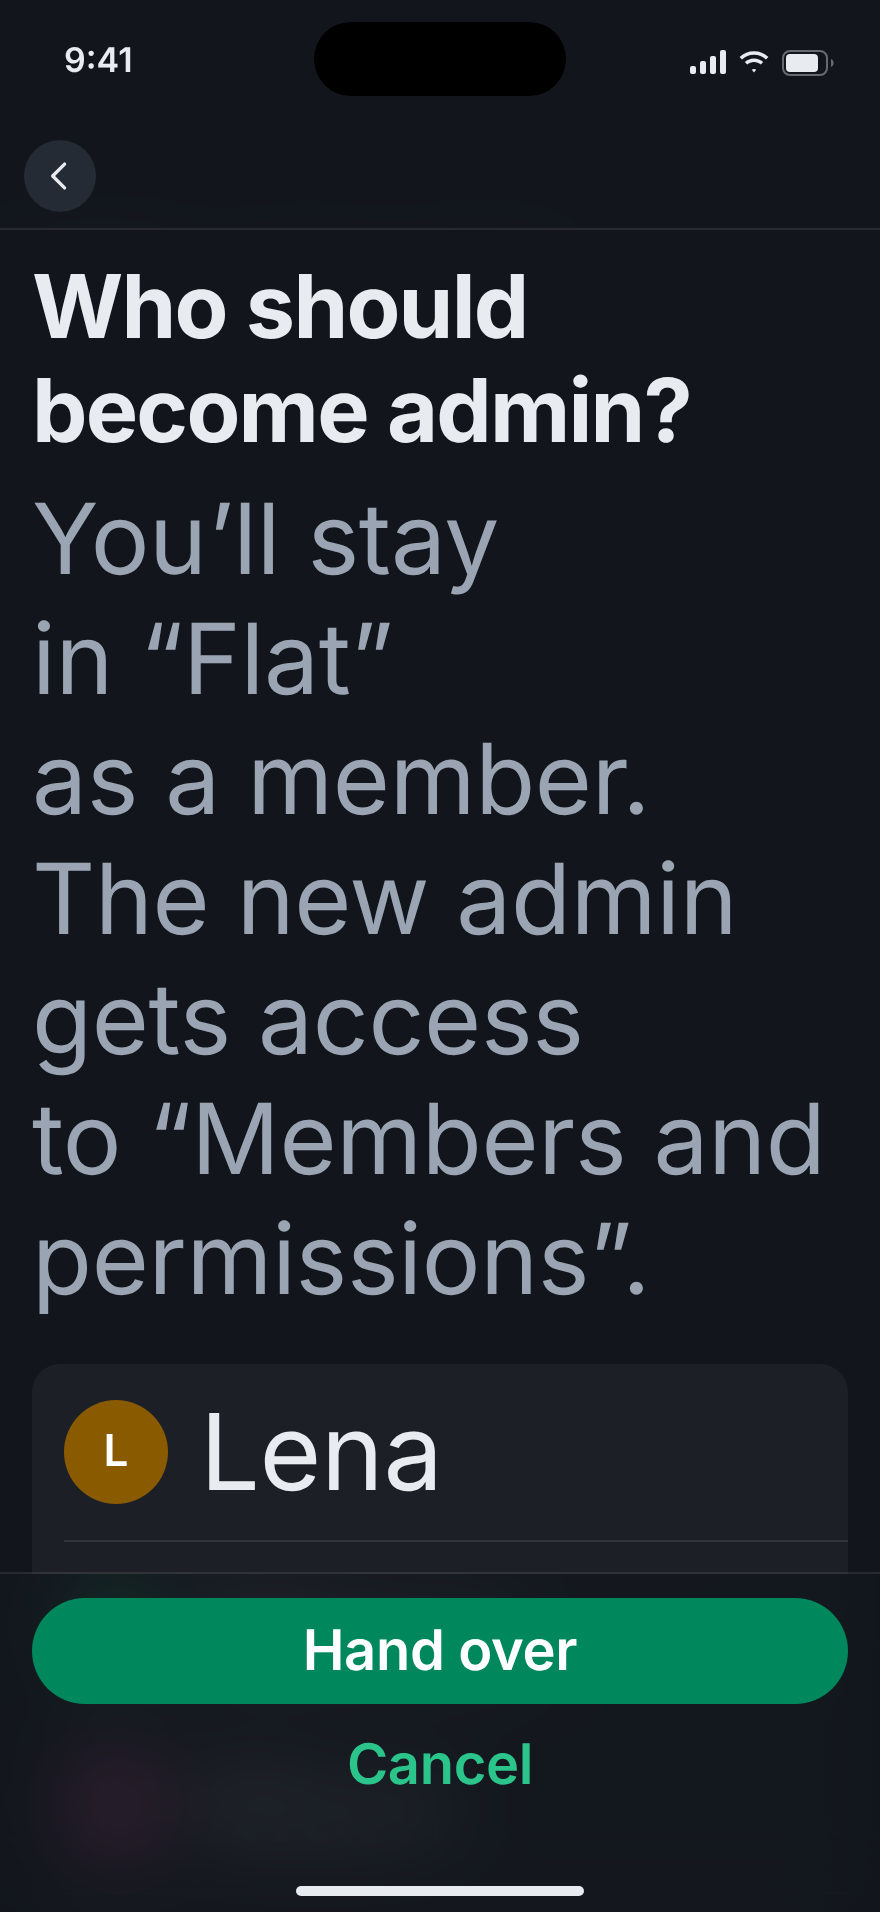 9:41
Who should
become admin?
You’ll stay
in “Flat”
as a member.
The new admin
gets access
to “Members and
permissions”.
L
Lena
Hand over
Cancel